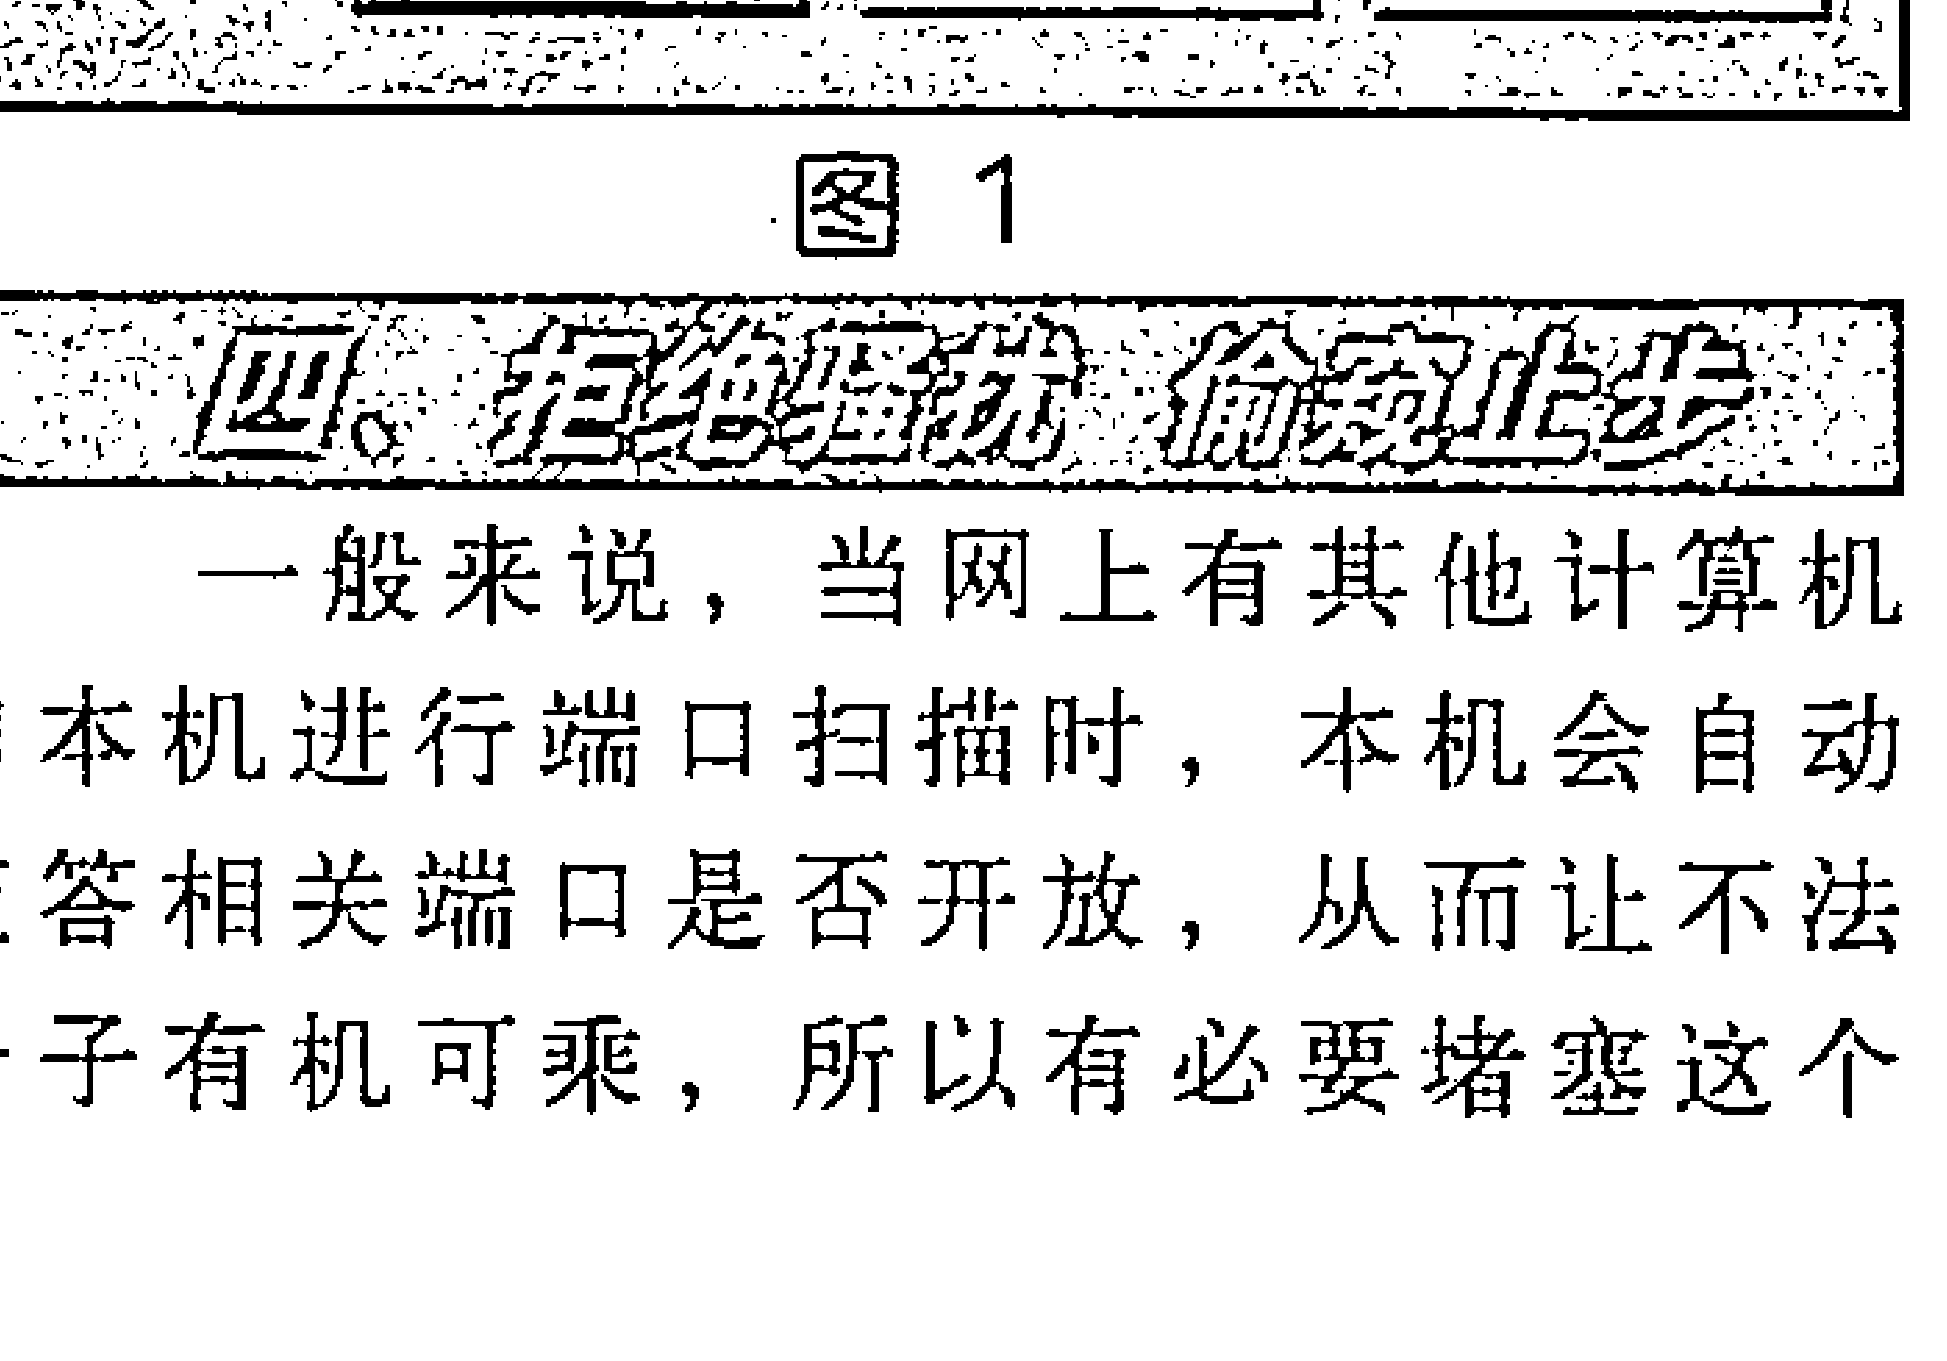 图 1
四、拒绝骚扰 偷窥止步
一般来说，当网上有其他计算机
本机进行端口扫描时，本机会自动
答相关端口是否开放，从而让不法
子有机可乘，所以有必要堵塞这个